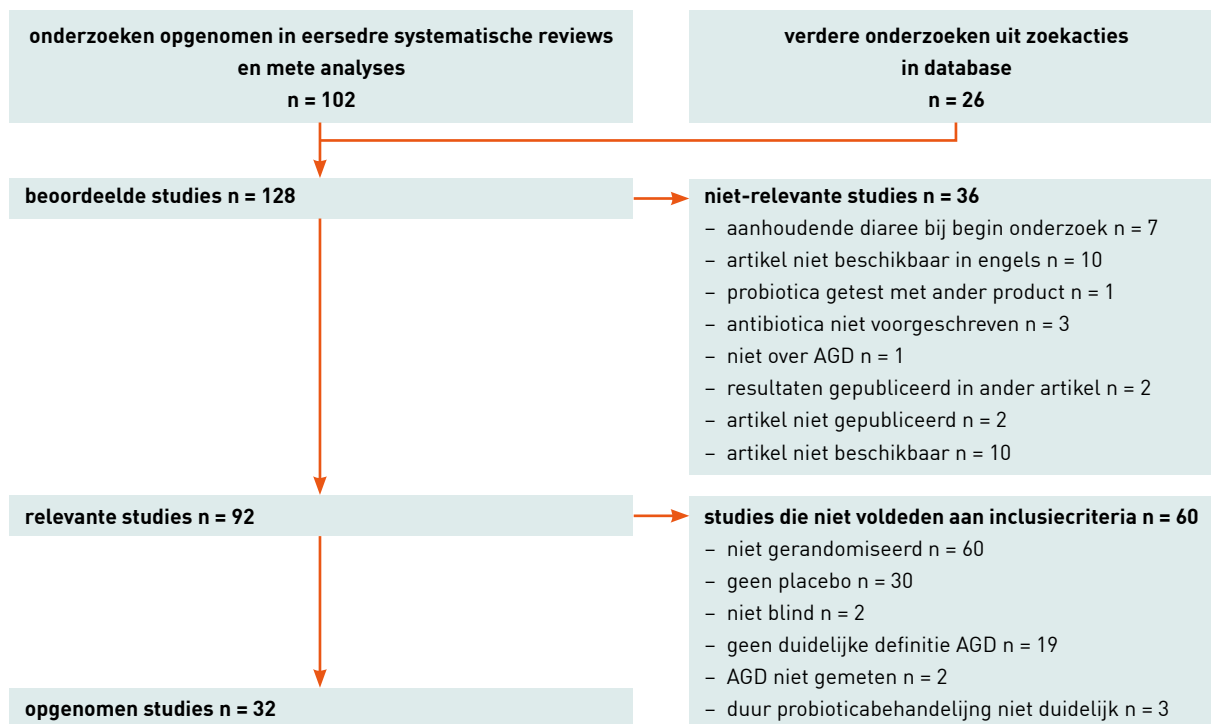 onderzoeken opgenomen in eersedre systematische reviews
en mete analyses
n = 102
verdere onderzoeken uit zoekacties
in database
n = 26
beoordeelde studies n = 128
niet-relevante studies n = 36
– aanhoudende diaree bij begin onderzoek n = 7
– artikel niet beschikbaar in engels n = 10
– probiotica getest met ander product n = 1
– antibiotica niet voorgeschreven n = 3
– niet over AGD n = 1
– resultaten gepubliceerd in ander artikel n = 2
– artikel niet gepubliceerd n = 2
– artikel niet beschikbaar n = 10
relevante studies n = 92
studies die niet voldeden aan inclusiecriteria n = 60
– niet gerandomiseerd n = 60
– geen placebo n = 30
– niet blind n = 2
– geen duidelijke definitie AGD n = 19
– AGD niet gemeten n = 2
– duur probioticabehandelijng niet duidelijk n = 3
opgenomen studies n = 32